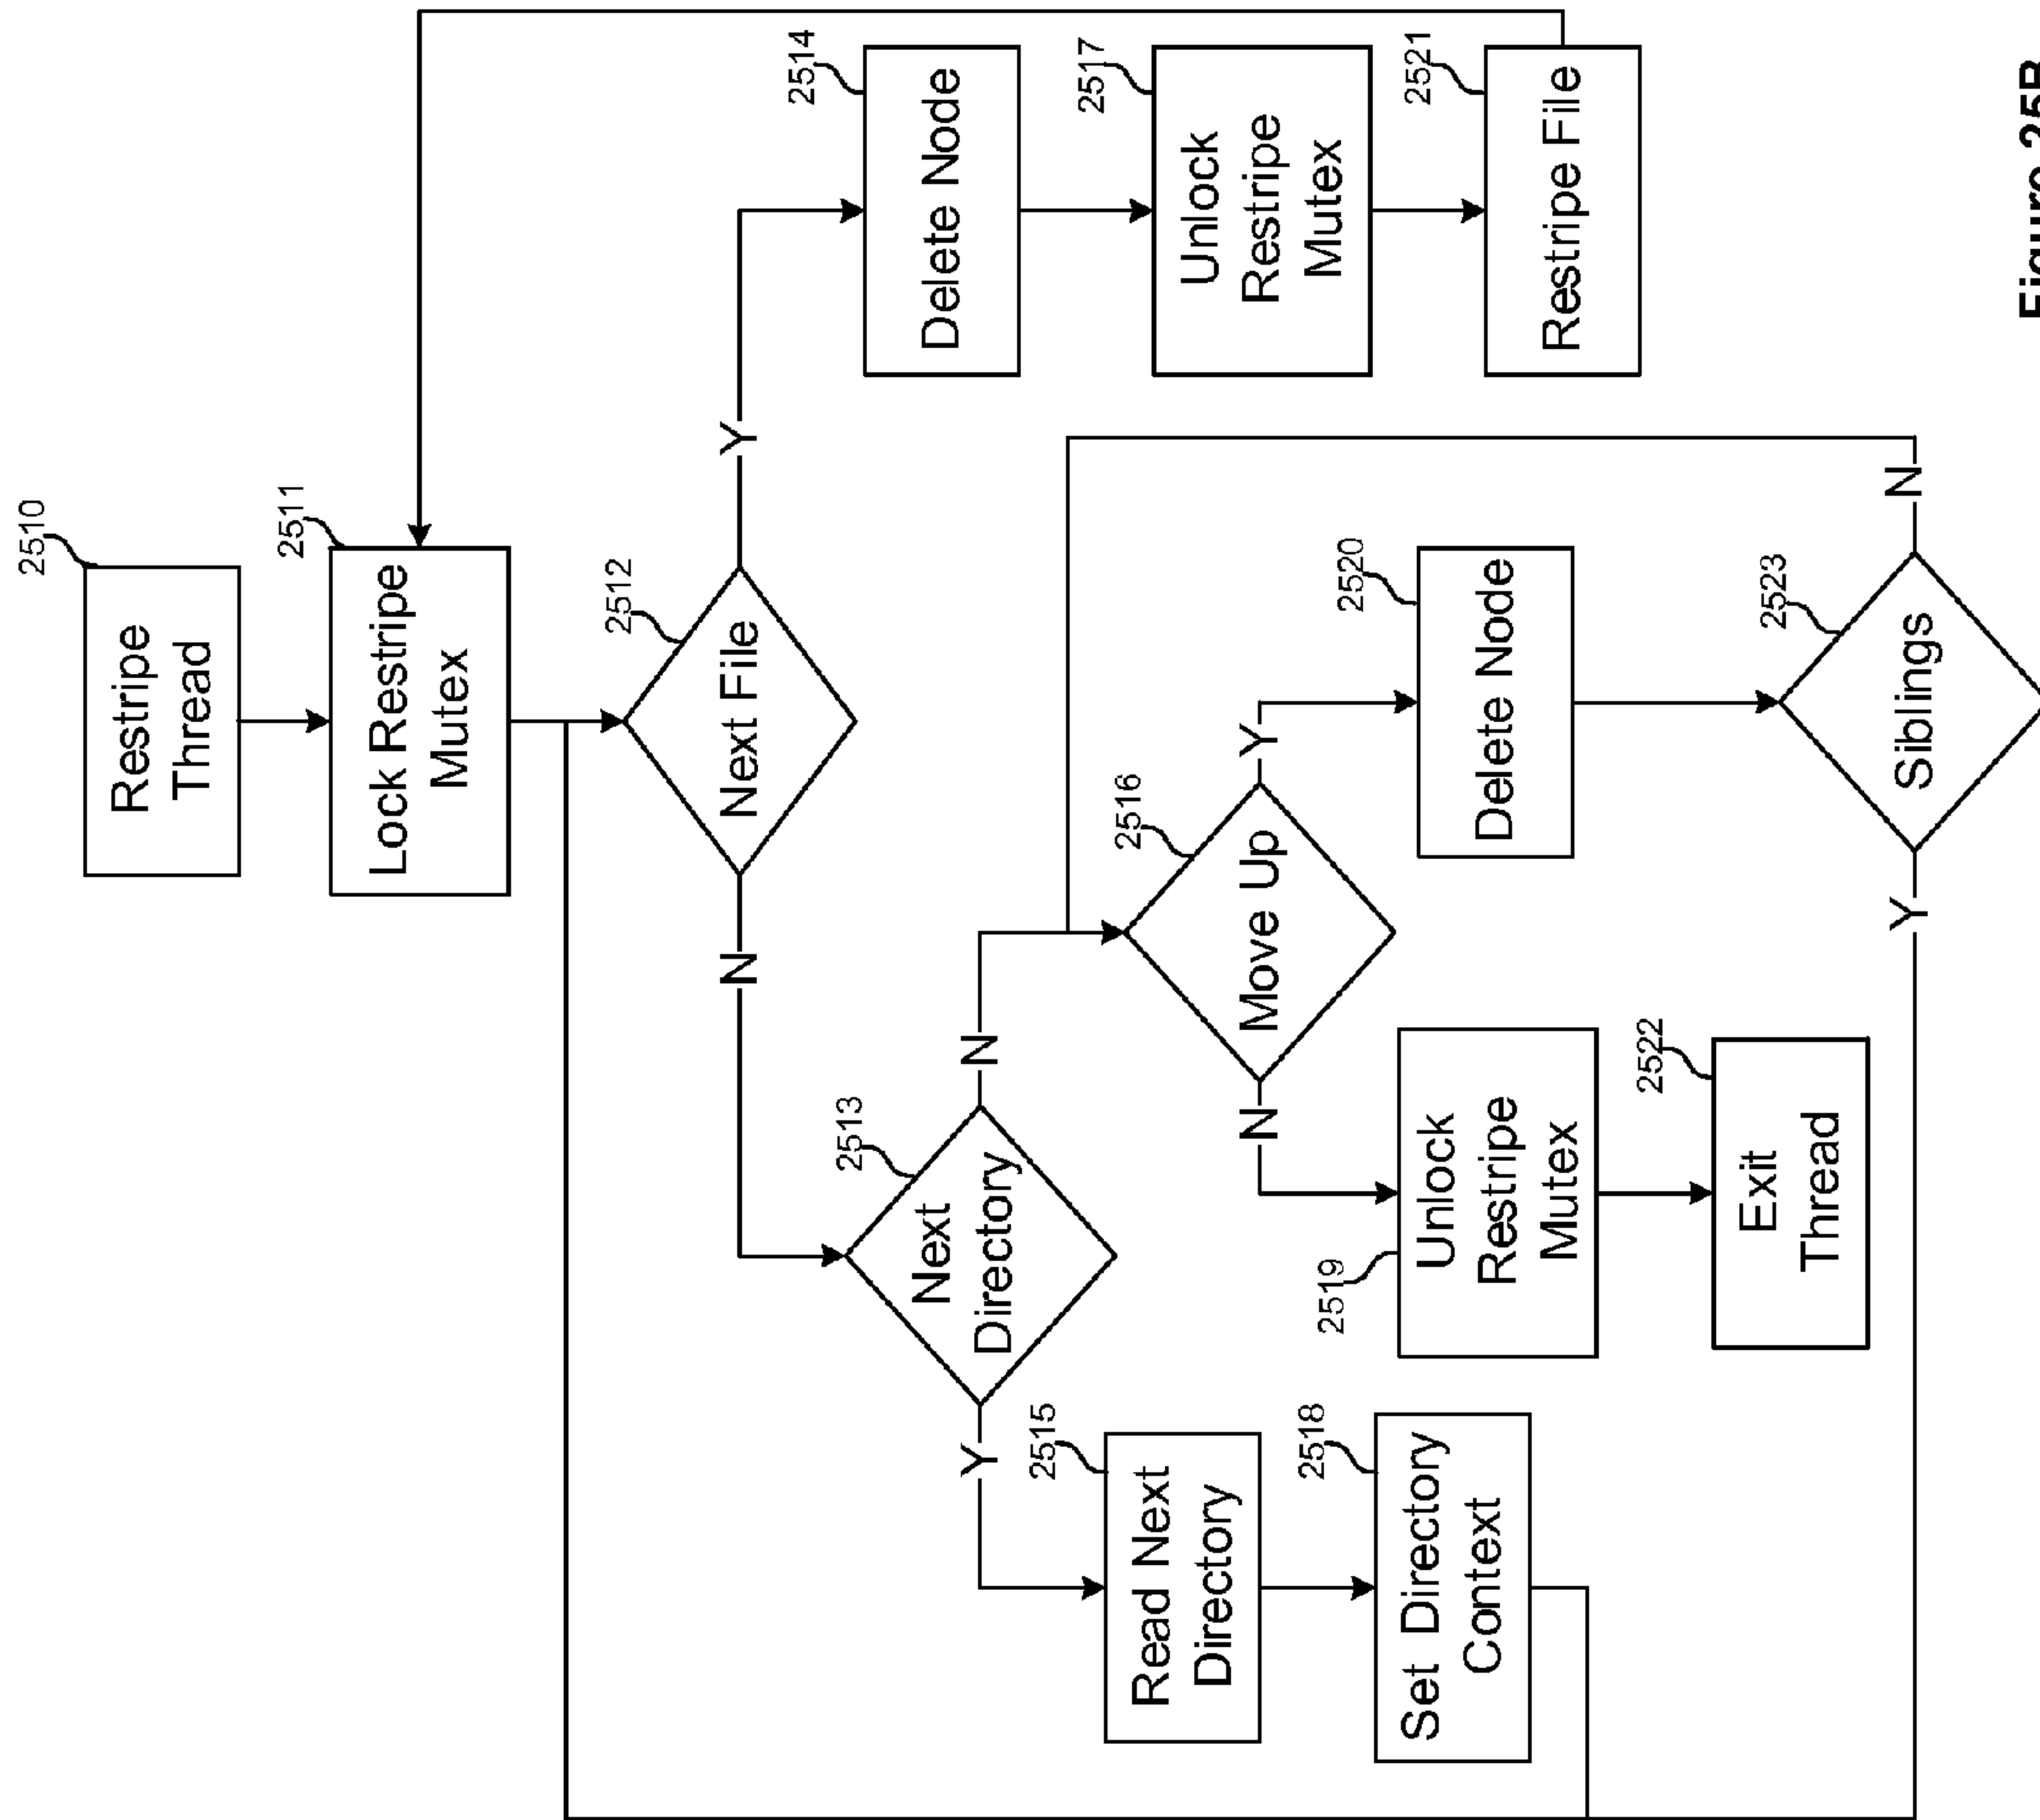 2510
Restripe
Thread
2511
Lock Restripe
Mutex
2512
Next File
N
Y
2513
Next
Directory
Y
N
2514
Delete Node
2515
Read Next
Directory
2516
Move Up
N
Y
2517
Unlock
Restripe
Mutex
2518
Set Directory
Context
2519
Unlock
Restripe
Mutex
2520
Delete Node
2521
Restripe File
2522
Exit
Thread
2523
Siblings
Y
N
Figure 25B